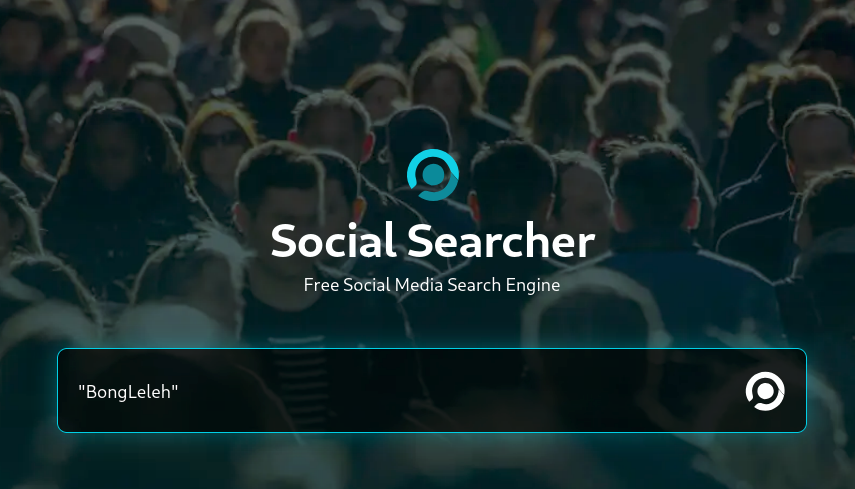 Social Searcher
Free Social Media Search Engine
"BongLeleh"